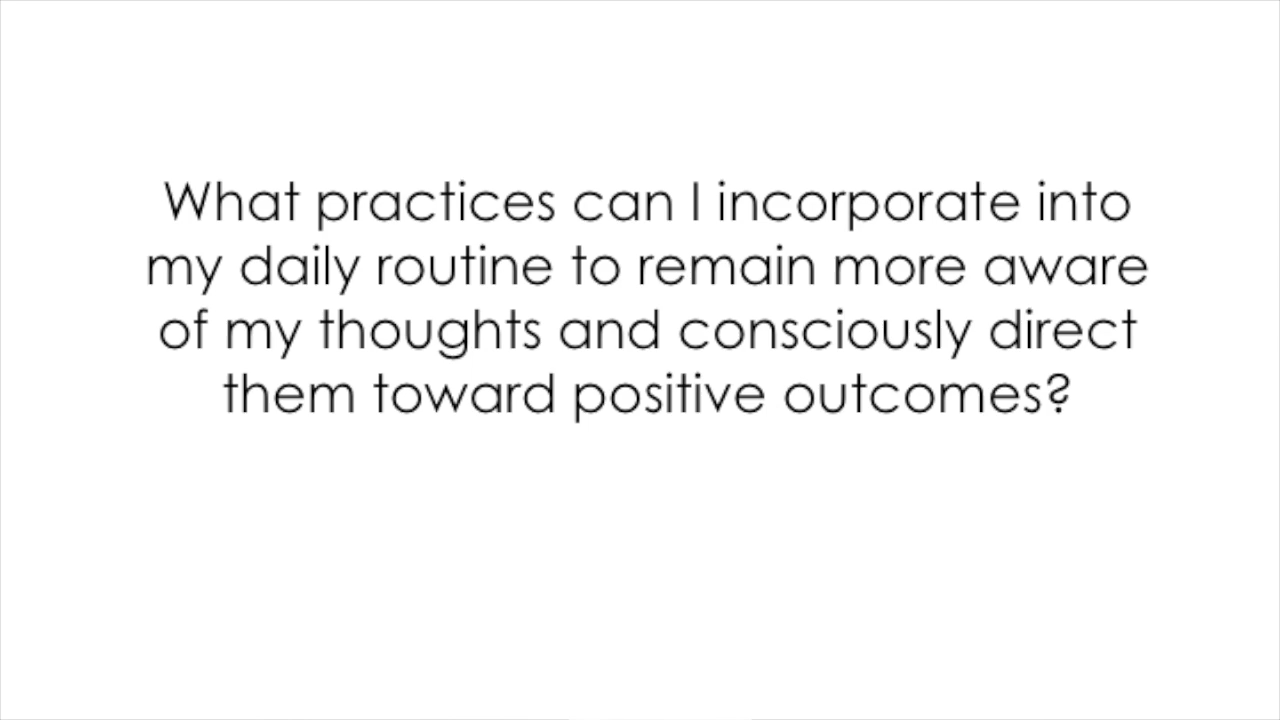 What practices can I incorporate into
my daily routine to remain more aware
of my thoughts and consciously direct
them toward positive outcomes?